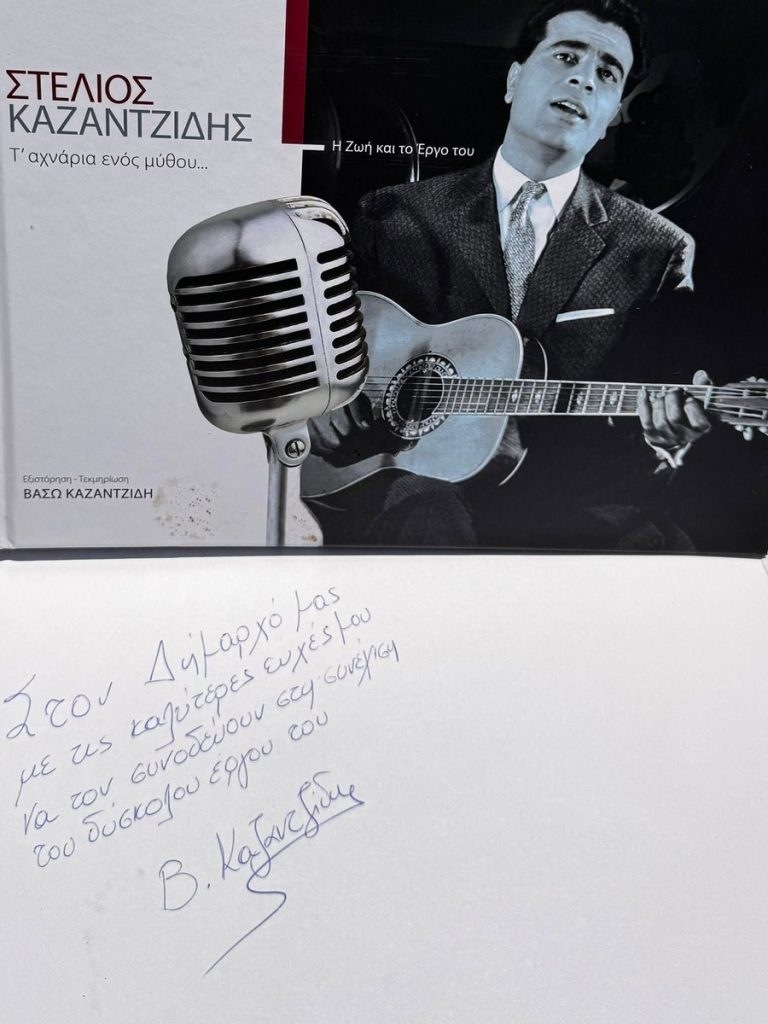 ΣΤΕΛΙΟΣ
ΚΑΖΑΝΤΖΙΔΗΣ
Τ' αχνάρια ενός μύθου...
Η Ζωή και το Έργο του
Εξιστόρηση - Τεκμηρίωση
ΒΑΣΩ ΚΑΖΑΝΤΖΙΔΗ
Στον Δήμαρχό μας
με τις καλύτερες ευχές μου
να τον συνοδεύουν στη συνέχιση
του δύσκολου έργου του
Β. Καζαντζίδη